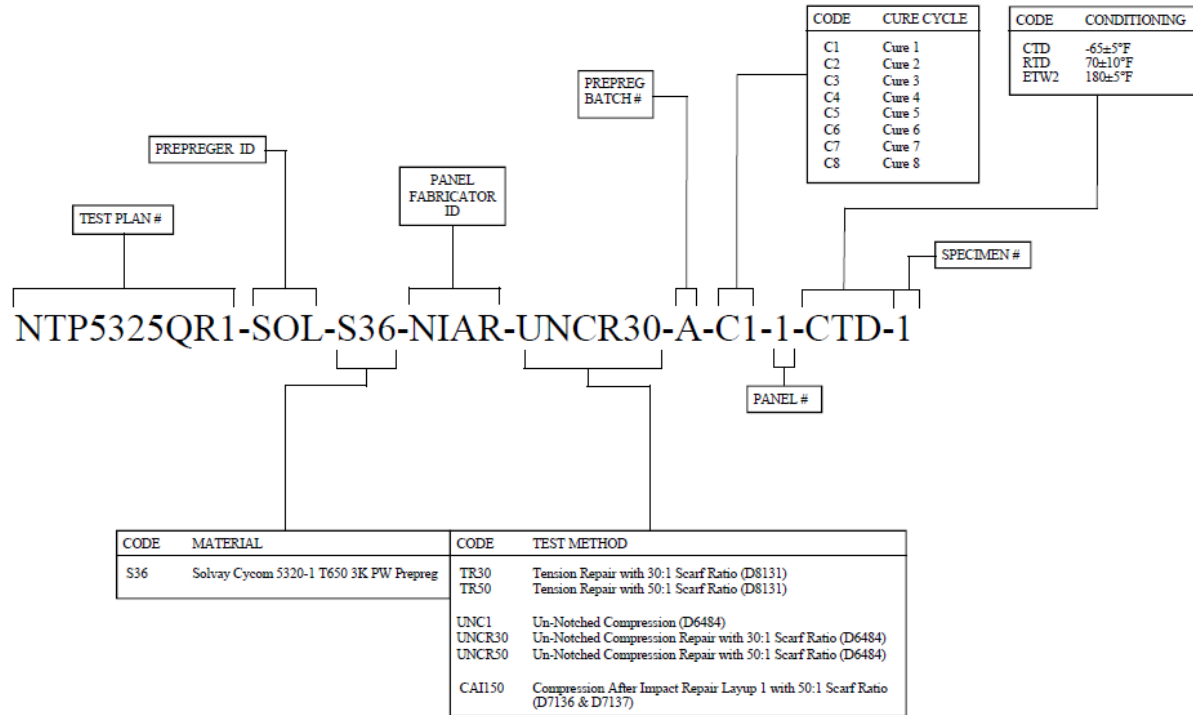 CODE CURE CYCLE
C1 Cure 1
C2 Cure 2
C3 Cure 3
C4 Cure 4
C5 Cure 5
C6 Cure 6
C7 Cure 7
C8 Cure 8
CODE CONDITIONING
CTD -65±5°F
RTD 70±10°F
ETW2 180±5°F
PREPREG
BATCH #
PREPREGER ID
PANEL
FABRICATOR
ID
TEST PLAN #
SPECIMEN #
NTP5325QR1-SOL-S36-NIAR-UNCR30-A-C1-1-CTD-1
PANEL #
CODE MATERIAL
S36 Solvay Cycom 5320-1 T650 3K PW Prepreg
CODE TEST METHOD
TR30 Tension Repair with 30:1 Scarf Ratio (D8131)
TR50 Tension Repair with 50:1 Scarf Ratio (D8131)
UNC1 Un-Notched Compression (D6484)
UNCR30 Un-Notched Compression Repair with 30:1 Scarf Ratio (D6484)
UNCR50 Un-Notched Compression Repair with 50:1 Scarf Ratio (D6484)
CAI150 Compression After Impact Repair Layup 1 with 50:1 Scarf Ratio
(D7136 & D7137)